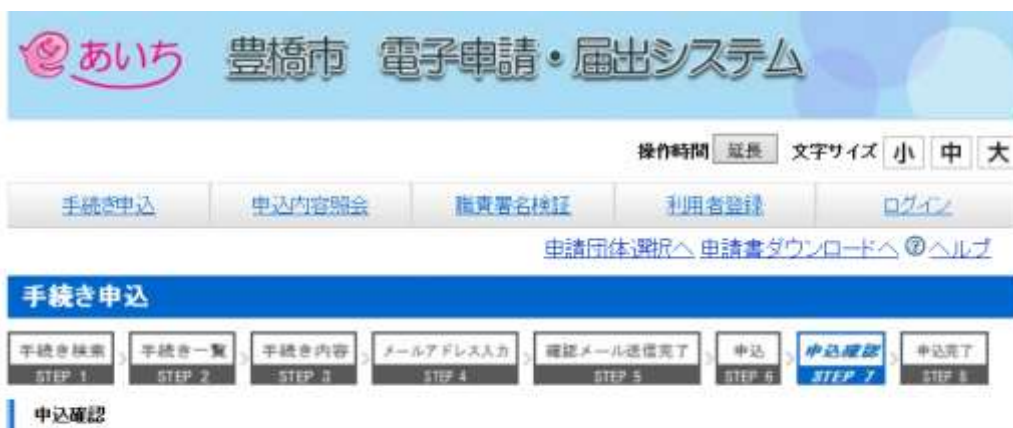 あいち 豊橋市 電子申請・届出システム
操作時間 延長 文字サイズ 小 中 大
手続き申込 申込内容照会 職責署名検証 利用者登録 ログイン
申請団体選択へ 申請書ダウンロードへ ?ヘルプ
手続き申込
手続き検索 手続き一覧 手続き内容 メールアドレス入力 確認メール送信完了 申込 申込確認 申込完了
STEP 1 STEP 2 STEP 3 STEP 4 STEP 5 STEP 6 STEP 7 STEP 8
申込確認